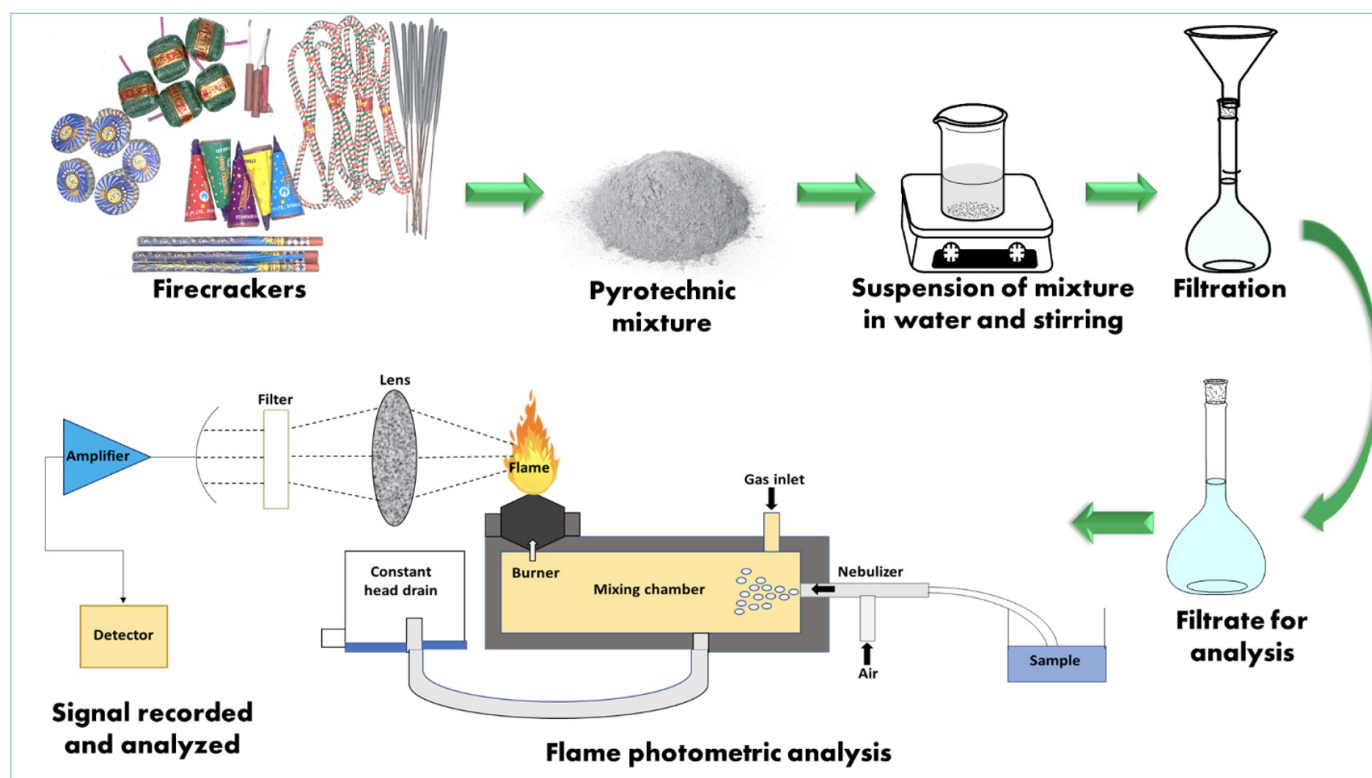 Firecrackers
Pyrotechnic
mixture
Suspension of mixture
in water and stirring
Filtration
Filtrate for
analysis
Lens
Filter
Amplifier
Flame
Gas inlet
Burner
Mixing chamber
Nebulizer
Constant
head drain
Air
Sample
Detector
Signal recorded
and analyzed
Flame photometric analysis